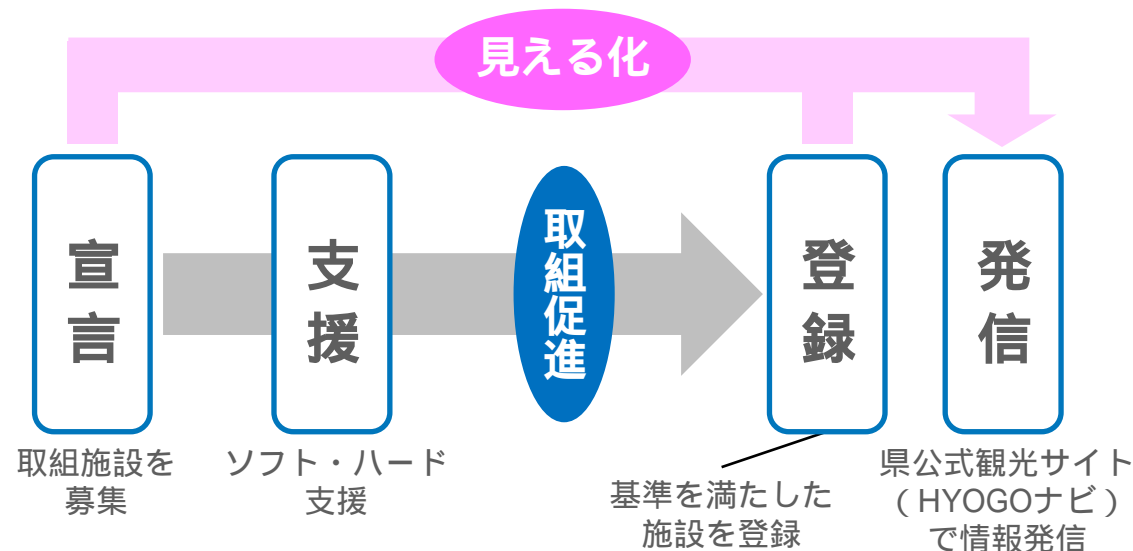 見える化
宣言
支援
取組促進
登録
発信
取組施設を
募集
ソフト・ハード
支援
基準を満たした
施設を登録
県公式観光サイト
（HYOGOナビ）
で情報発信